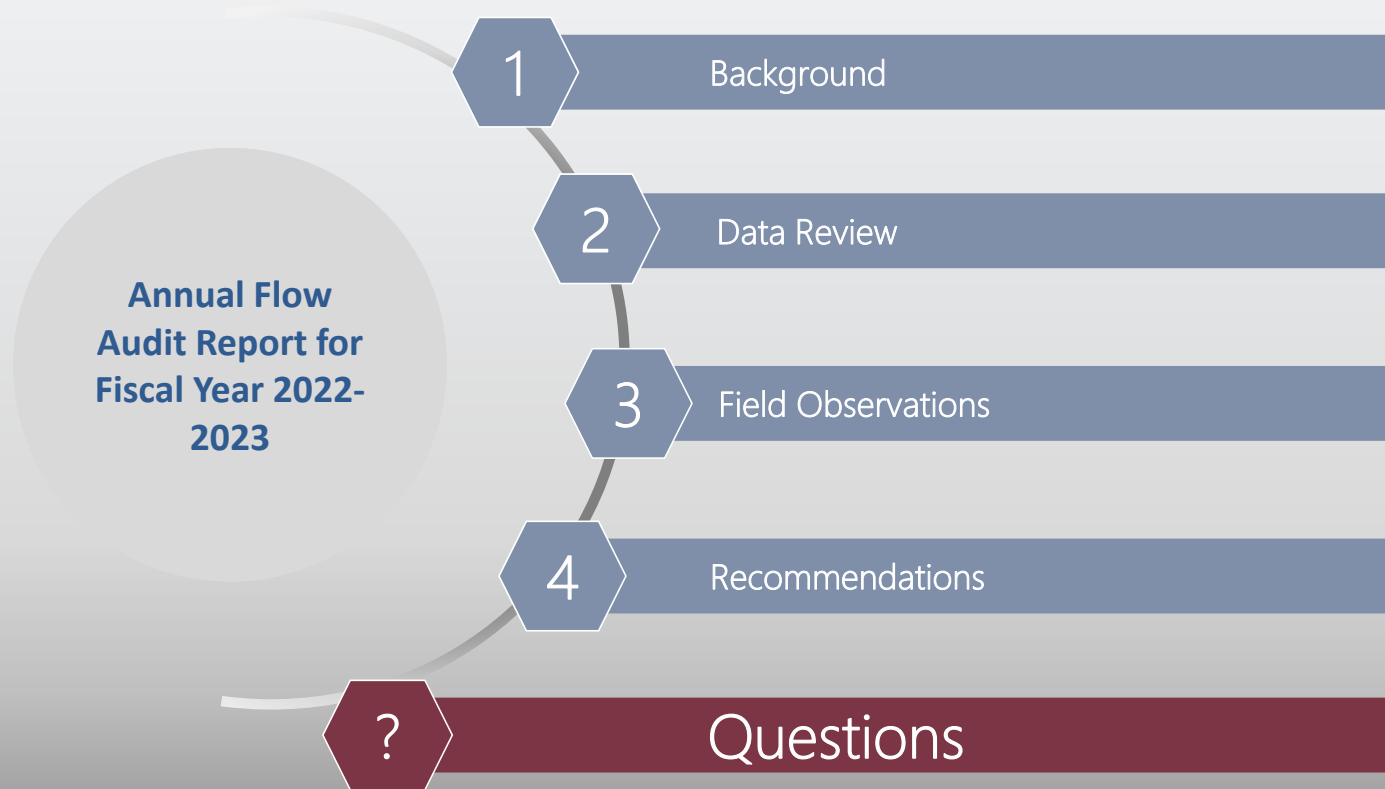 Annual Flow
Audit Report for
Fiscal Year 2022-
2023
1
Background
2
Data Review
3
Field Observations
4
Recommendations
?
Questions